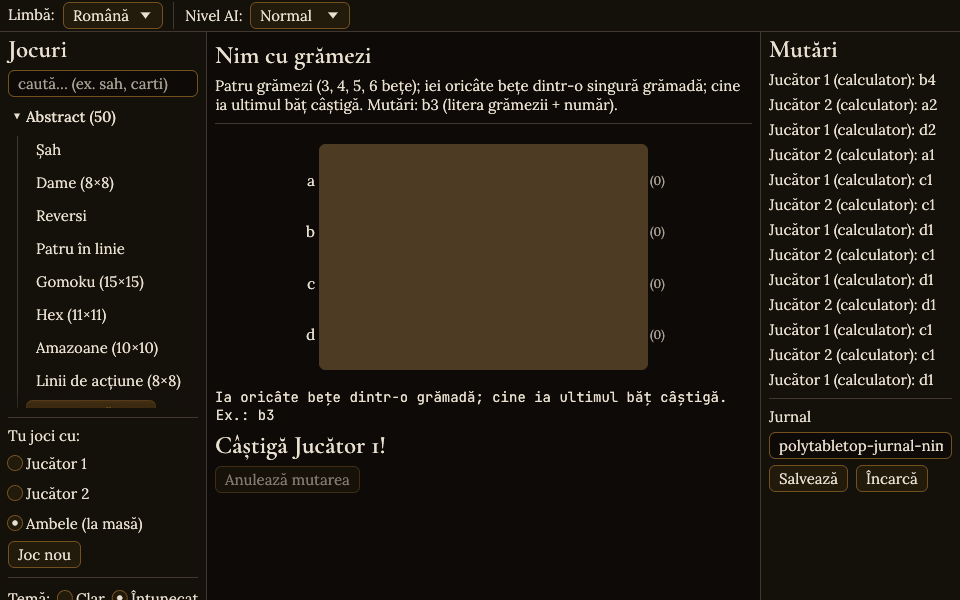 Limbă: Română Nivel AI: Normal
Jocuri
caută... (ex. sah, carti)
Abstract (50)
Șah
Dame (8×8)
Reversi
Patru în linie
Gomoku (15×15)
Hex (11×11)
Amazoane (10×10)
Linii de acțiune (8×8)
Tu joci cu:
Jucător 1
Jucător 2
Ambele (la masă)
Joc nou
Temă: Clar Întunecat
Nim cu grămezi
Patru grămezi (3, 4, 5, 6 bețe); iei oricâte bețe dintr-o singură grămadă; cine
ia ultimul băț câștigă. Mutări: b3 (litera grămezii + număr).
a (0)
b (0)
c (0)
d (0)
Ia oricâte bețe dintr-o grămadă; cine ia ultimul băț câștigă.
Ex.: b3
Câștigă Jucător 1!
Anulează mutarea
Mutări
Jucător 1 (calculator): b4
Jucător 2 (calculator): a2
Jucător 1 (calculator): d2
Jucător 2 (calculator): a1
Jucător 1 (calculator): c1
Jucător 2 (calculator): c1
Jucător 1 (calculator): d1
Jucător 2 (calculator): c1
Jucător 1 (calculator): d1
Jucător 2 (calculator): d1
Jucător 1 (calculator): c1
Jucător 2 (calculator): c1
Jucător 1 (calculator): d1
Jurnal
polytabletop-jurnal-nim
Salvează Încarcă